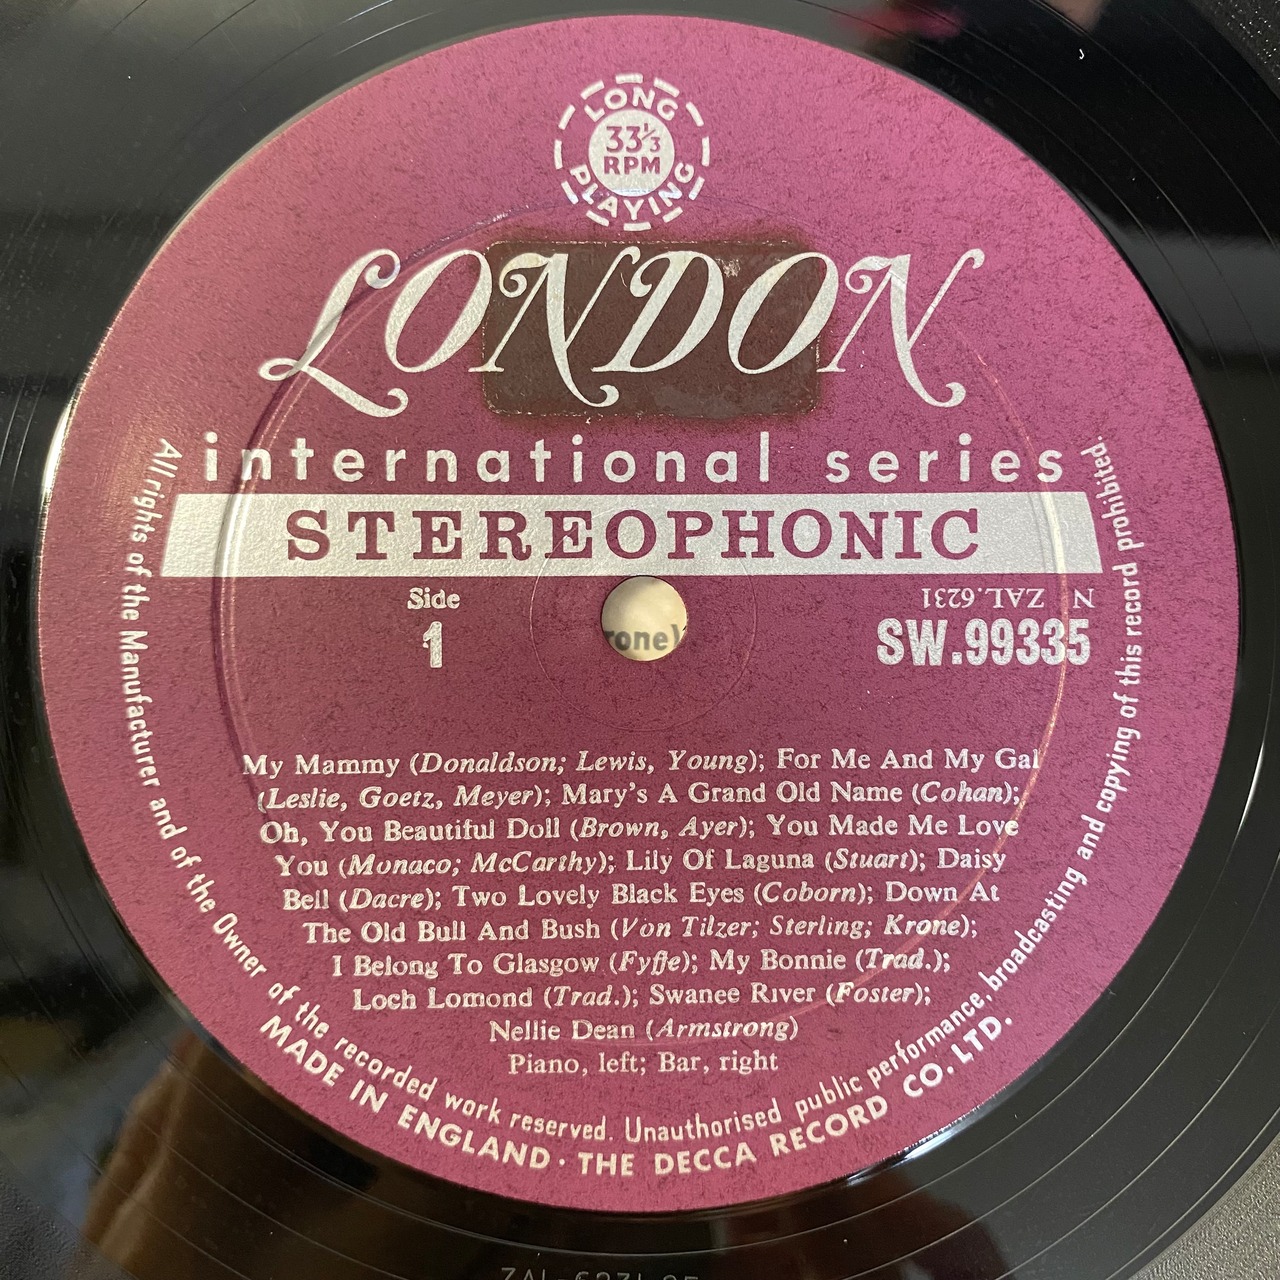 LONG
33⅓
RPM
PLAYING
LONDON
international series
STEREOPHONIC
Side
1
N ZAL.6231
SW.99335
rone)
My Mammy (Donaldson; Lewis, Young); For Me And My Gal
(Leslie, Goetz, Meyer); Mary's A Grand Old Name (Cohan);
Oh, You Beautiful Doll (Brown, Ayer); You Made Me Love
You (Monaco; McCarthy); Lily Of Laguna (Stuart); Daisy
Bell (Dacre); Two Lovely Black Eyes (Coborn); Down At
The Old Bull And Bush (Von Tilzer; Sterling; Krone);
I Belong To Glasgow (Fyffe); My Bonnie (Trad.);
Loch Lomond (Trad.); Swanee River (Foster);
Nellie Dean (Armstrong)
Piano, left; Bar, right
All rights of the Manufacturer and of the Owner of the recorded work reserved. Unauthorised public performance, broadcasting and copying of this record prohibited.
MADE IN ENGLAND · THE DECCA RECORD CO. LTD.